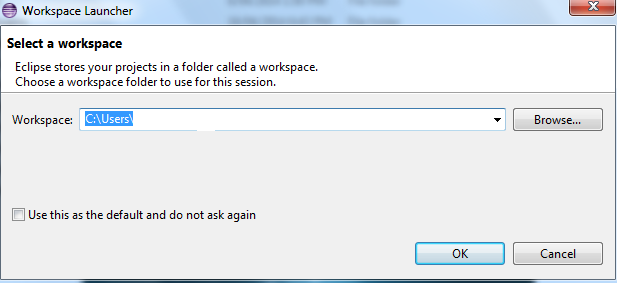 Workspace Launcher
Select a workspace
Eclipse stores your projects in a folder called a workspace.
Choose a workspace folder to use for this session.
Workspace: C:\Users\ Browse...
Use this as the default and do not ask again
OK Cancel